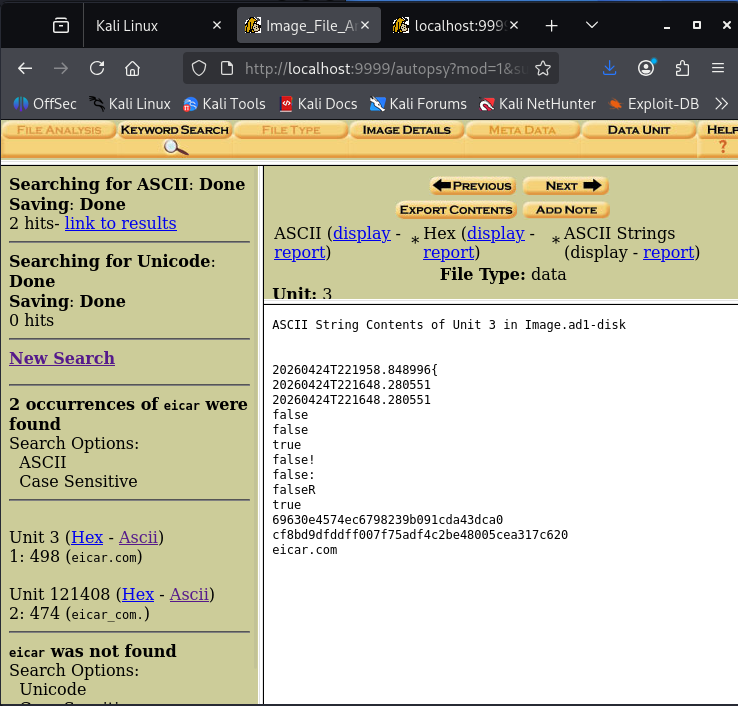 Kali Linux
Image_File_A
localhost:999
http://localhost:9999/autopsy?mod=1&su
OffSec
Kali Linux
Kali Tools
Kali Docs
Kali Forums
Kali NetHunter
Exploit-DB
FILE ANALYSIS
KEYWORD SEARCH
FILE TYPE
IMAGE DETAILS
META DATA
DATA UNIT
HELP
?
Searching for ASCII: Done
Saving: Done
2 hits- link to results
Searching for Unicode:
Done
Saving: Done
0 hits
New Search
2 occurrences of eicar were
found
Search Options:
ASCII
Case Sensitive
Unit 3 (Hex - Ascii)
1: 498 (eicar.com)
Unit 121408 (Hex - Ascii)
2: 474 (eicar_com.)
eicar was not found
Search Options:
Unicode
PREVIOUS
NEXT
EXPORT CONTENTS
ADD NOTE
ASCII (display -
report)
* Hex (display -
report)
* ASCII Strings
(display - report)
File Type: data
Unit: 3
ASCII String Contents of Unit 3 in Image.ad1-disk
20260424T221958.848996{
20260424T221648.280551
20260424T221648.280551
false
false
true
false!
false:
falseR
true
69630e4574ec6798239b091cda43dca0
cf8bd9dfddff007f75adf4c2be48005cea317c620
eicar.com